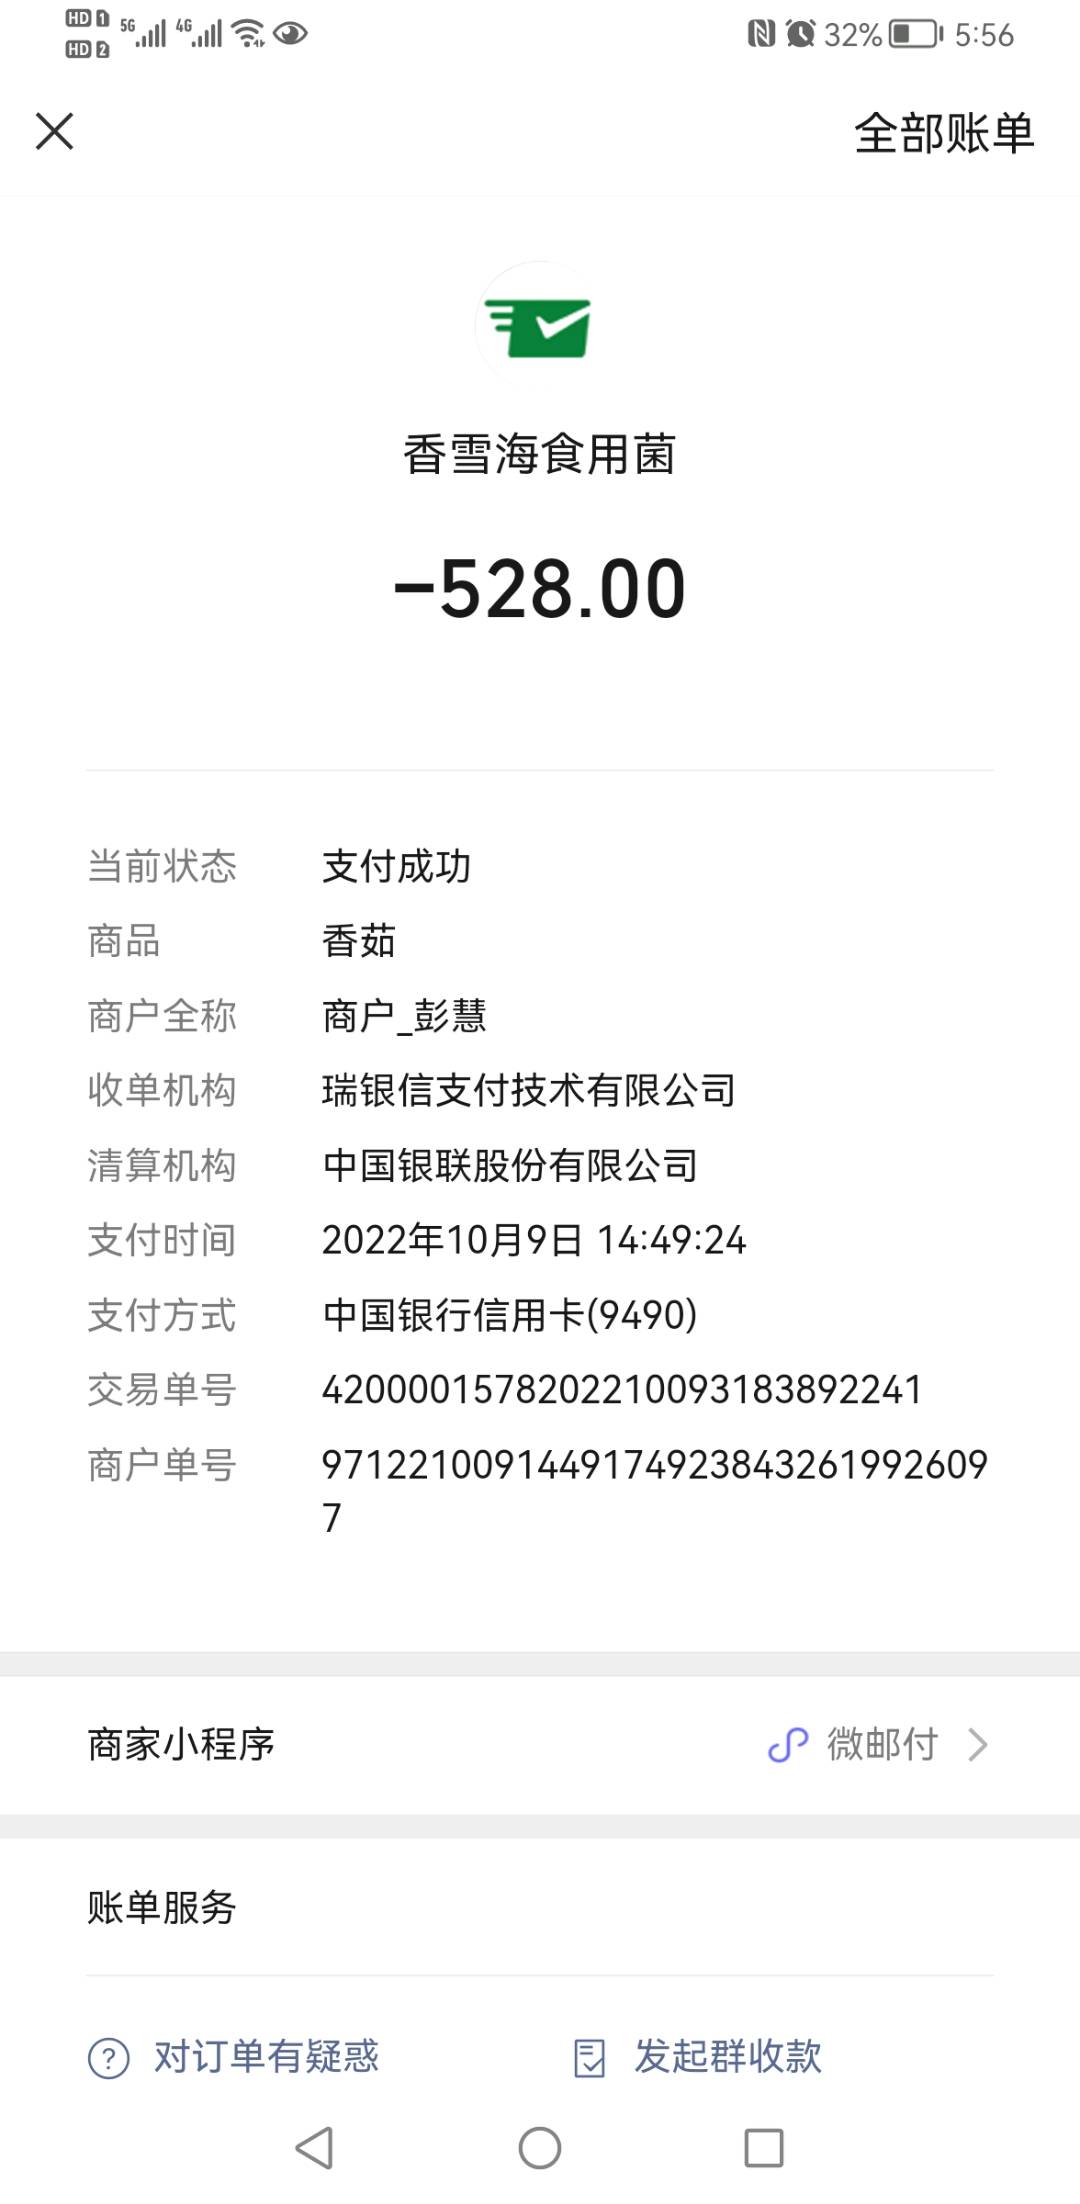 HD 1 5G 4G 32% 5:56
HD 2
全部账单
香雪海食用菌
-528.00
当前状态 支付成功
商品 香茹
商户全称 商户_彭慧
收单机构 瑞银信支付技术有限公司
清算机构 中国银联股份有限公司
支付时间 2022年10月9日 14:49:24
支付方式 中国银行信用卡(9490)
交易单号 4200001578202210093183892241
商户单号 9712210091449174923843261992609
7
商家小程序 微邮付
账单服务
对订单有疑惑 发起群收款